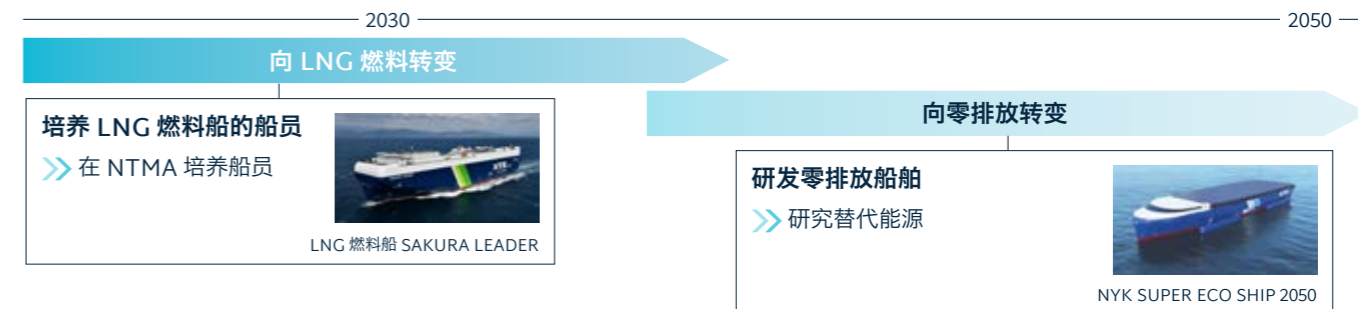 2030
2050
向 LNG 燃料转变
培养 LNG 燃料船的船员
在 NTMA 培养船员
LNG 燃料船 SAKURA LEADER
向零排放转变
研发零排放船舶
研究替代能源
NYK SUPER ECO SHIP 2050